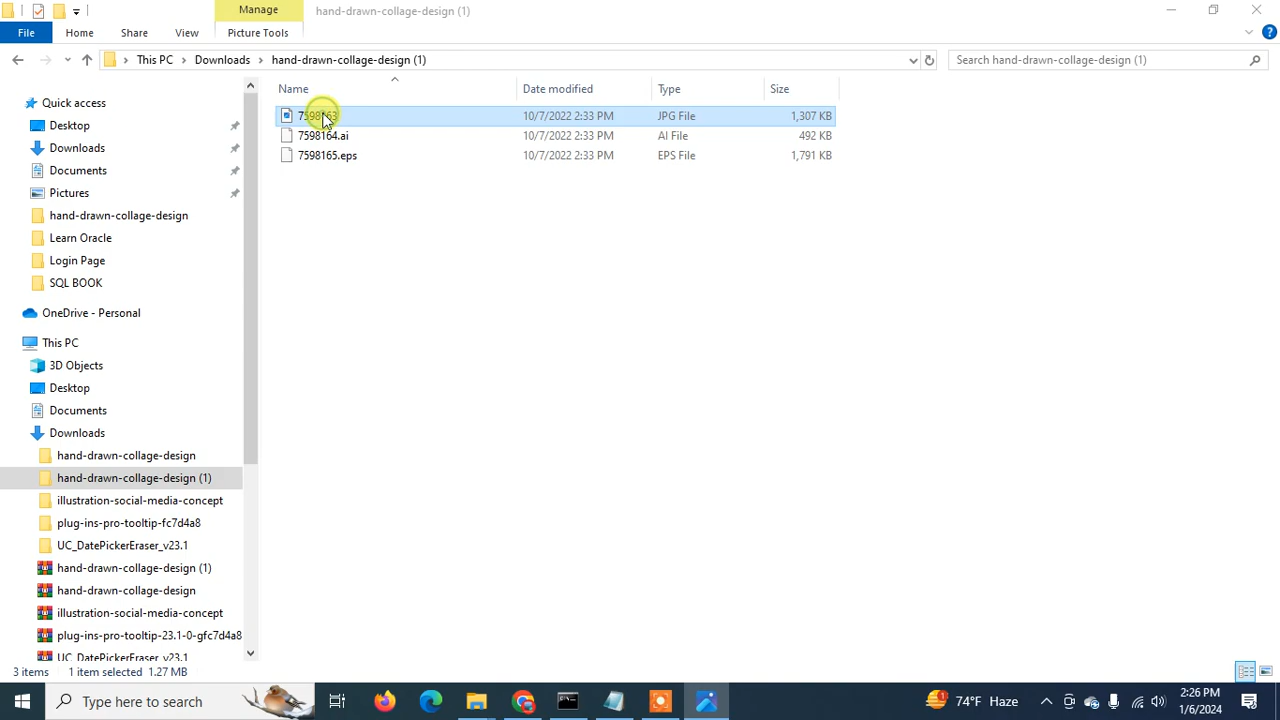 Manage
hand-drawn-collage-design (1)
File
Home
Share
View
Picture Tools
This PC
Downloads
hand-drawn-collage-design (1)
Search hand-drawn-collage-design (1)
Name
Date modified
Type
Size
7598163
10/7/2022 2:33 PM
JPG File
1,307 KB
7598164.ai
10/7/2022 2:33 PM
AI File
492 KB
7598165.eps
10/7/2022 2:33 PM
EPS File
1,791 KB
Quick access
Desktop
Downloads
Documents
Pictures
hand-drawn-collage-design
Learn Oracle
Login Page
SQL BOOK
OneDrive - Personal
This PC
3D Objects
Desktop
Documents
Downloads
hand-drawn-collage-design
hand-drawn-collage-design (1)
illustration-social-media-concept
plug-ins-pro-tooltip-fc7d4a8
UC_DatePickerEraser_v23.1
hand-drawn-collage-design (1)
hand-drawn-collage-design
illustration-social-media-concept
plug-ins-pro-tooltip-23.1-0-gfc7d4a8
UC_DatePickerEraser_v23.1
3 items
1 item selected 1.27 MB
Type here to search
74°F Haze
2:26 PM
1/6/2024